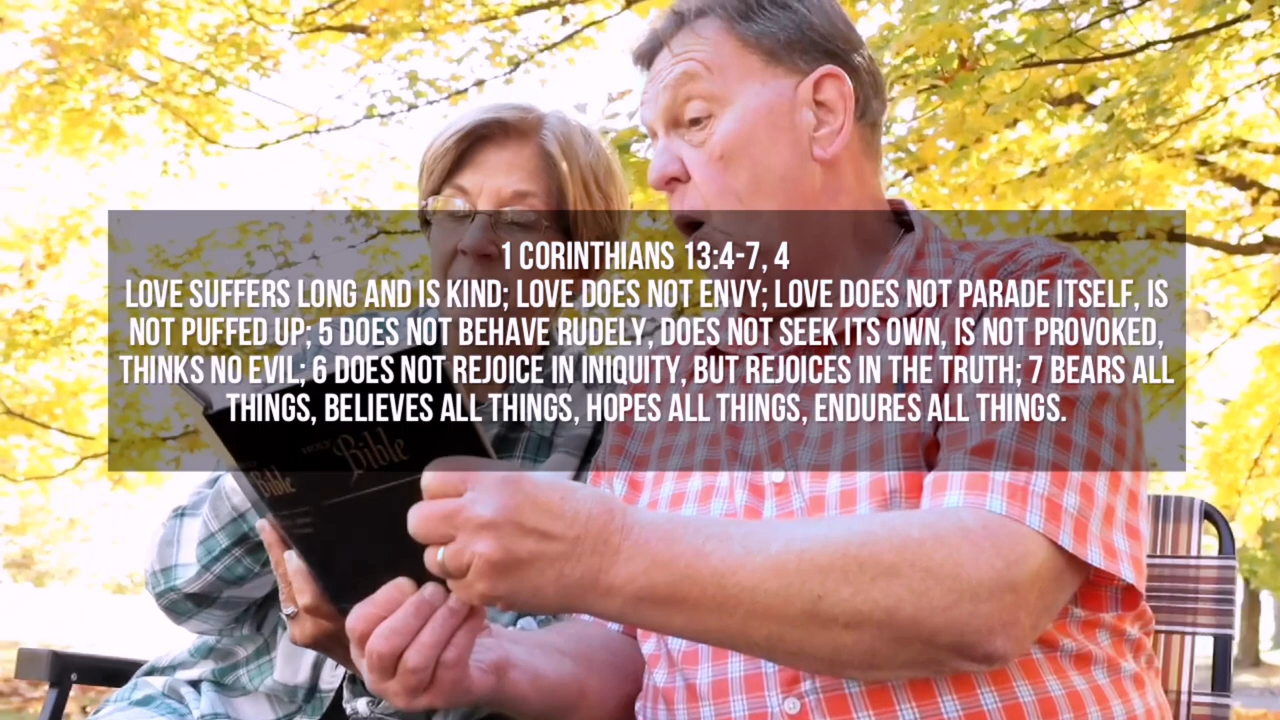 1 CORINTHIANS 13:4-7, 4
LOVE SUFFERS LONG AND IS KIND; LOVE DOES NOT ENVY; LOVE DOES NOT PARADE ITSELF, IS
NOT PUFFED UP; 5 DOES NOT BEHAVE RUDELY, DOES NOT SEEK ITS OWN, IS NOT PROVOKED,
THINKS NO EVIL; 6 DOES NOT REJOICE IN INIQUITY, BUT REJOICES IN THE TRUTH; 7 BEARS ALL
THINGS, BELIEVES ALL THINGS, HOPES ALL THINGS, ENDURES ALL THINGS.
Bible
Bible